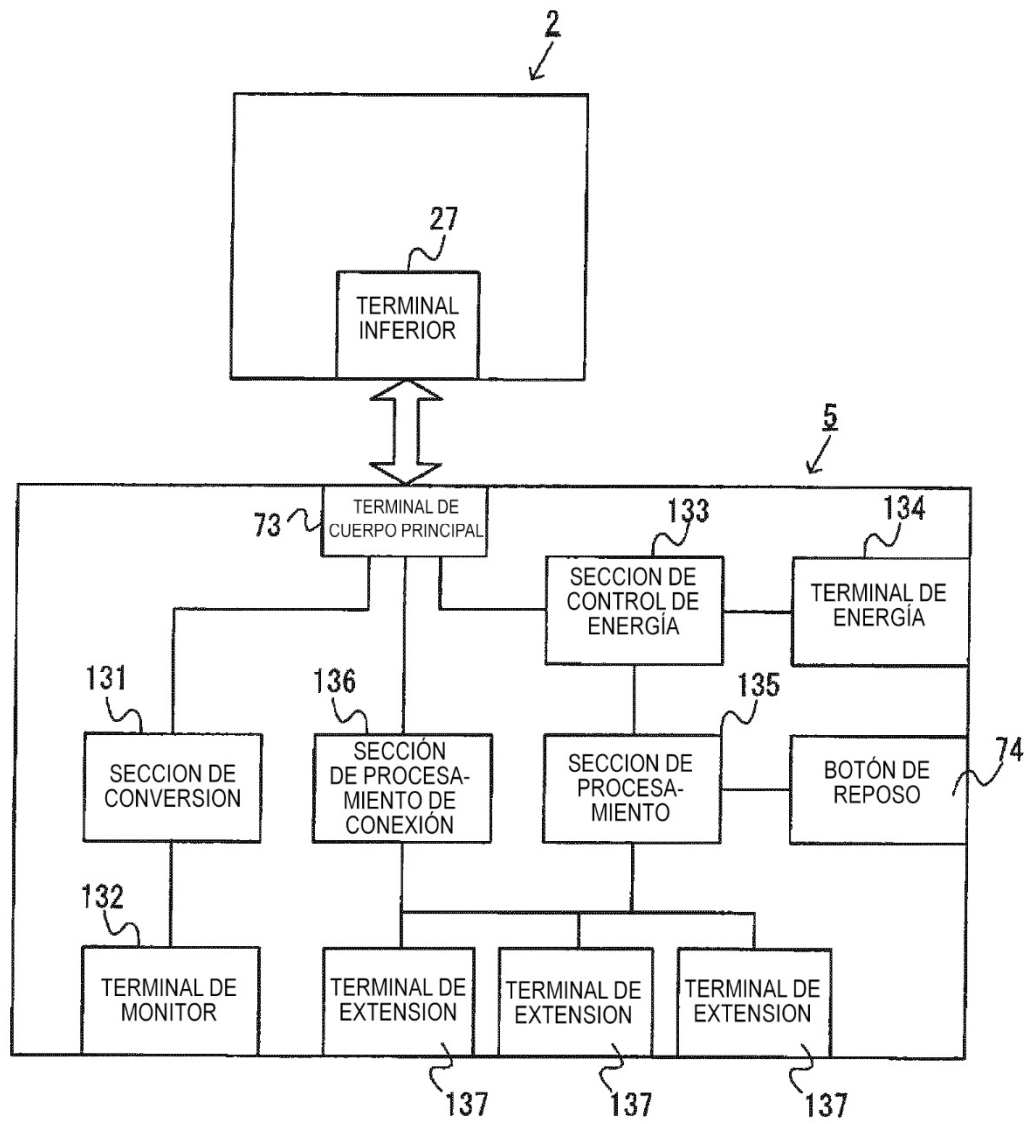 2
27
TERMINAL
INFERIOR
5
73
TERMINAL DE
CUERPO PRINCIPAL
133
SECCION DE
CONTROL DE
ENERGÍA
134
TERMINAL DE
ENERGÍA
131
SECCION DE
CONVERSION
136
SECCIÓN
DE PROCESA-
MIENTO DE
CONEXIÓN
135
SECCION DE
PROCESA-
MIENTO
74
BOTÓN DE
REPOSO
132
TERMINAL DE
MONITOR
TERMINAL DE
EXTENSION
TERMINAL DE
EXTENSION
TERMINAL DE
EXTENSION
137
137
137